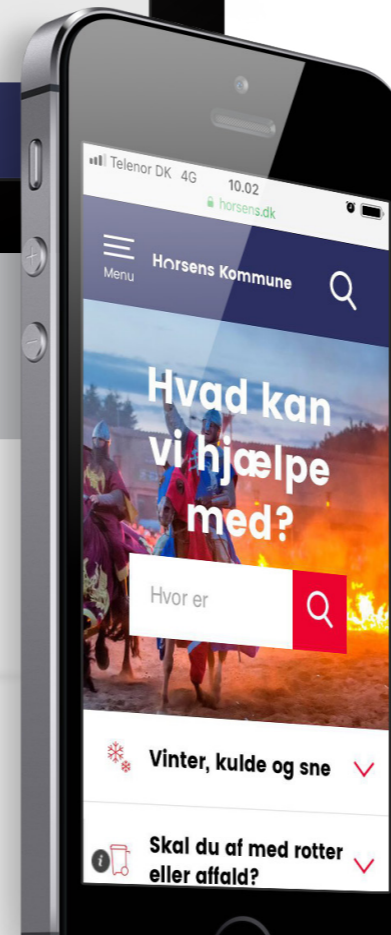 Telenor DK 4G 10.02
horsens.dk
Menu Horsens Kommune
Hvad kan
vi hjælpe
med?
Hvor er
Vinter, kulde og sne
Skal du af med rotter
eller affald?